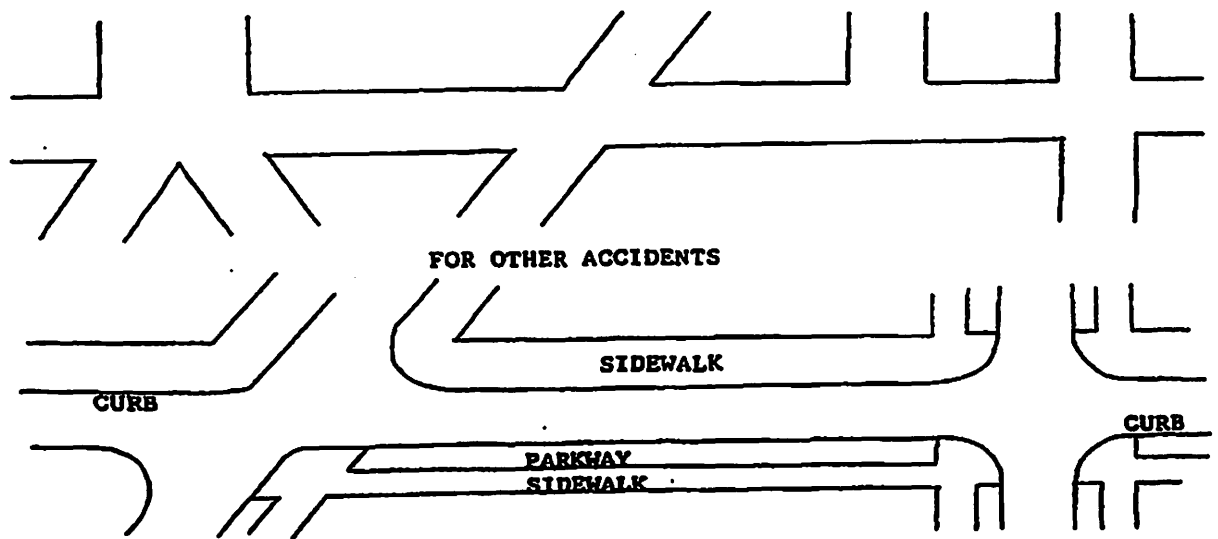 FOR OTHER ACCIDENTS
SIDEWALK
CURB
CURB
PARKWAY
SIDEWALK